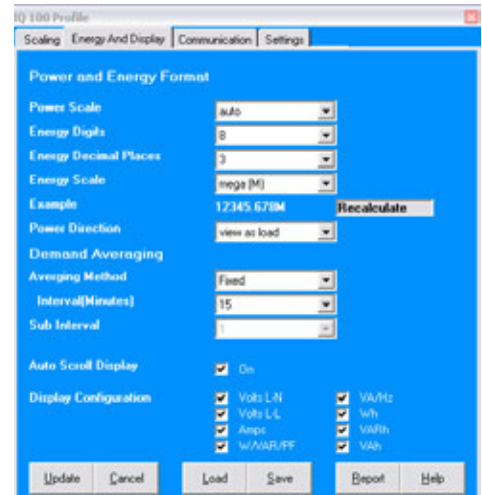 IQ 100 Profile
Scaling Energy And Display Communication Settings
Power and Energy Format
Power Scale auto
Energy Digits 8
Energy Decimal Places 3
Energy Scale mega (M)
Example 12345.678M Recalculate
Power Direction view as load
Demand Averaging
Averging Method Fixed
Interval(Minutes) 15
Sub Interval 1
Auto Scroll Display On
Display Configuration Volts L-N VA/Hz
Volts L-L Wh
Amps VARh
W/VAR/PF VAh
Update Cancel Load Save Report Help